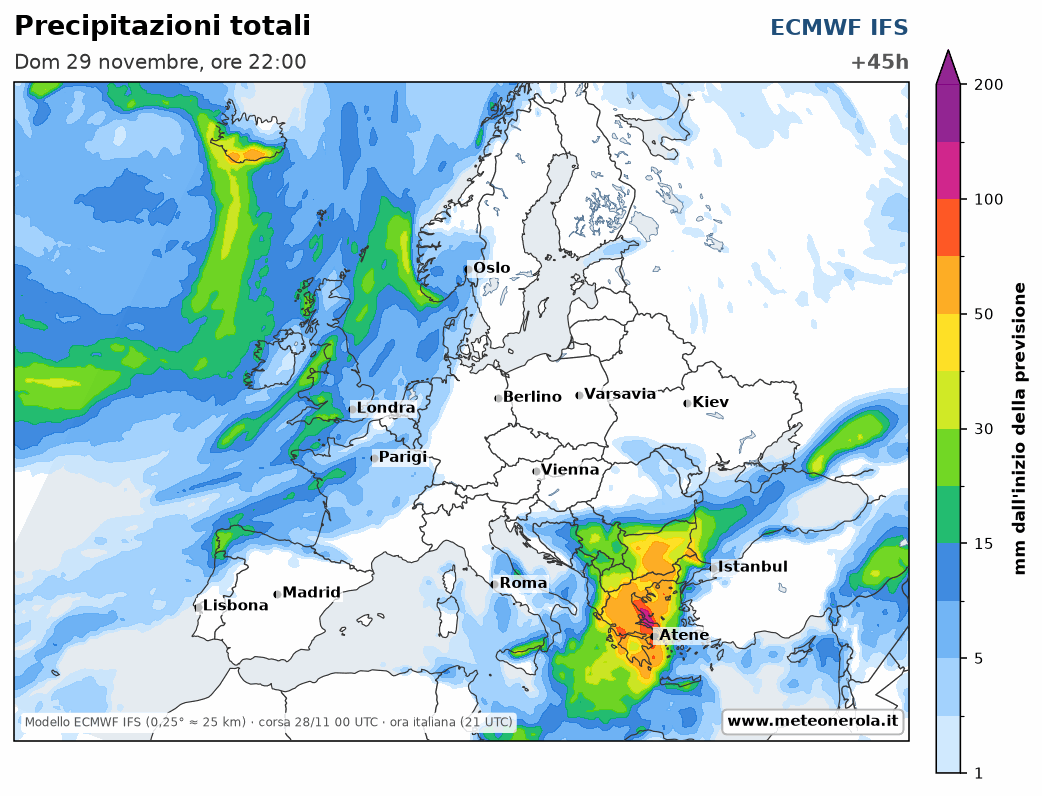 Precipitazioni totali
ECMWF IFS
Dom 29 novembre, ore 22:00
+45h
200
100
50
30
15
5
1
mm dall'inizio della previsione
Oslo
Berlino
Varsavia
Kiev
Londra
Parigi
Vienna
Istanbul
Roma
Madrid
Lisbona
Atene
Modello ECMWF IFS (0,25° ≈ 25 km) · corsa 28/11 00 UTC · ora italiana (21 UTC)
www.meteonerola.it